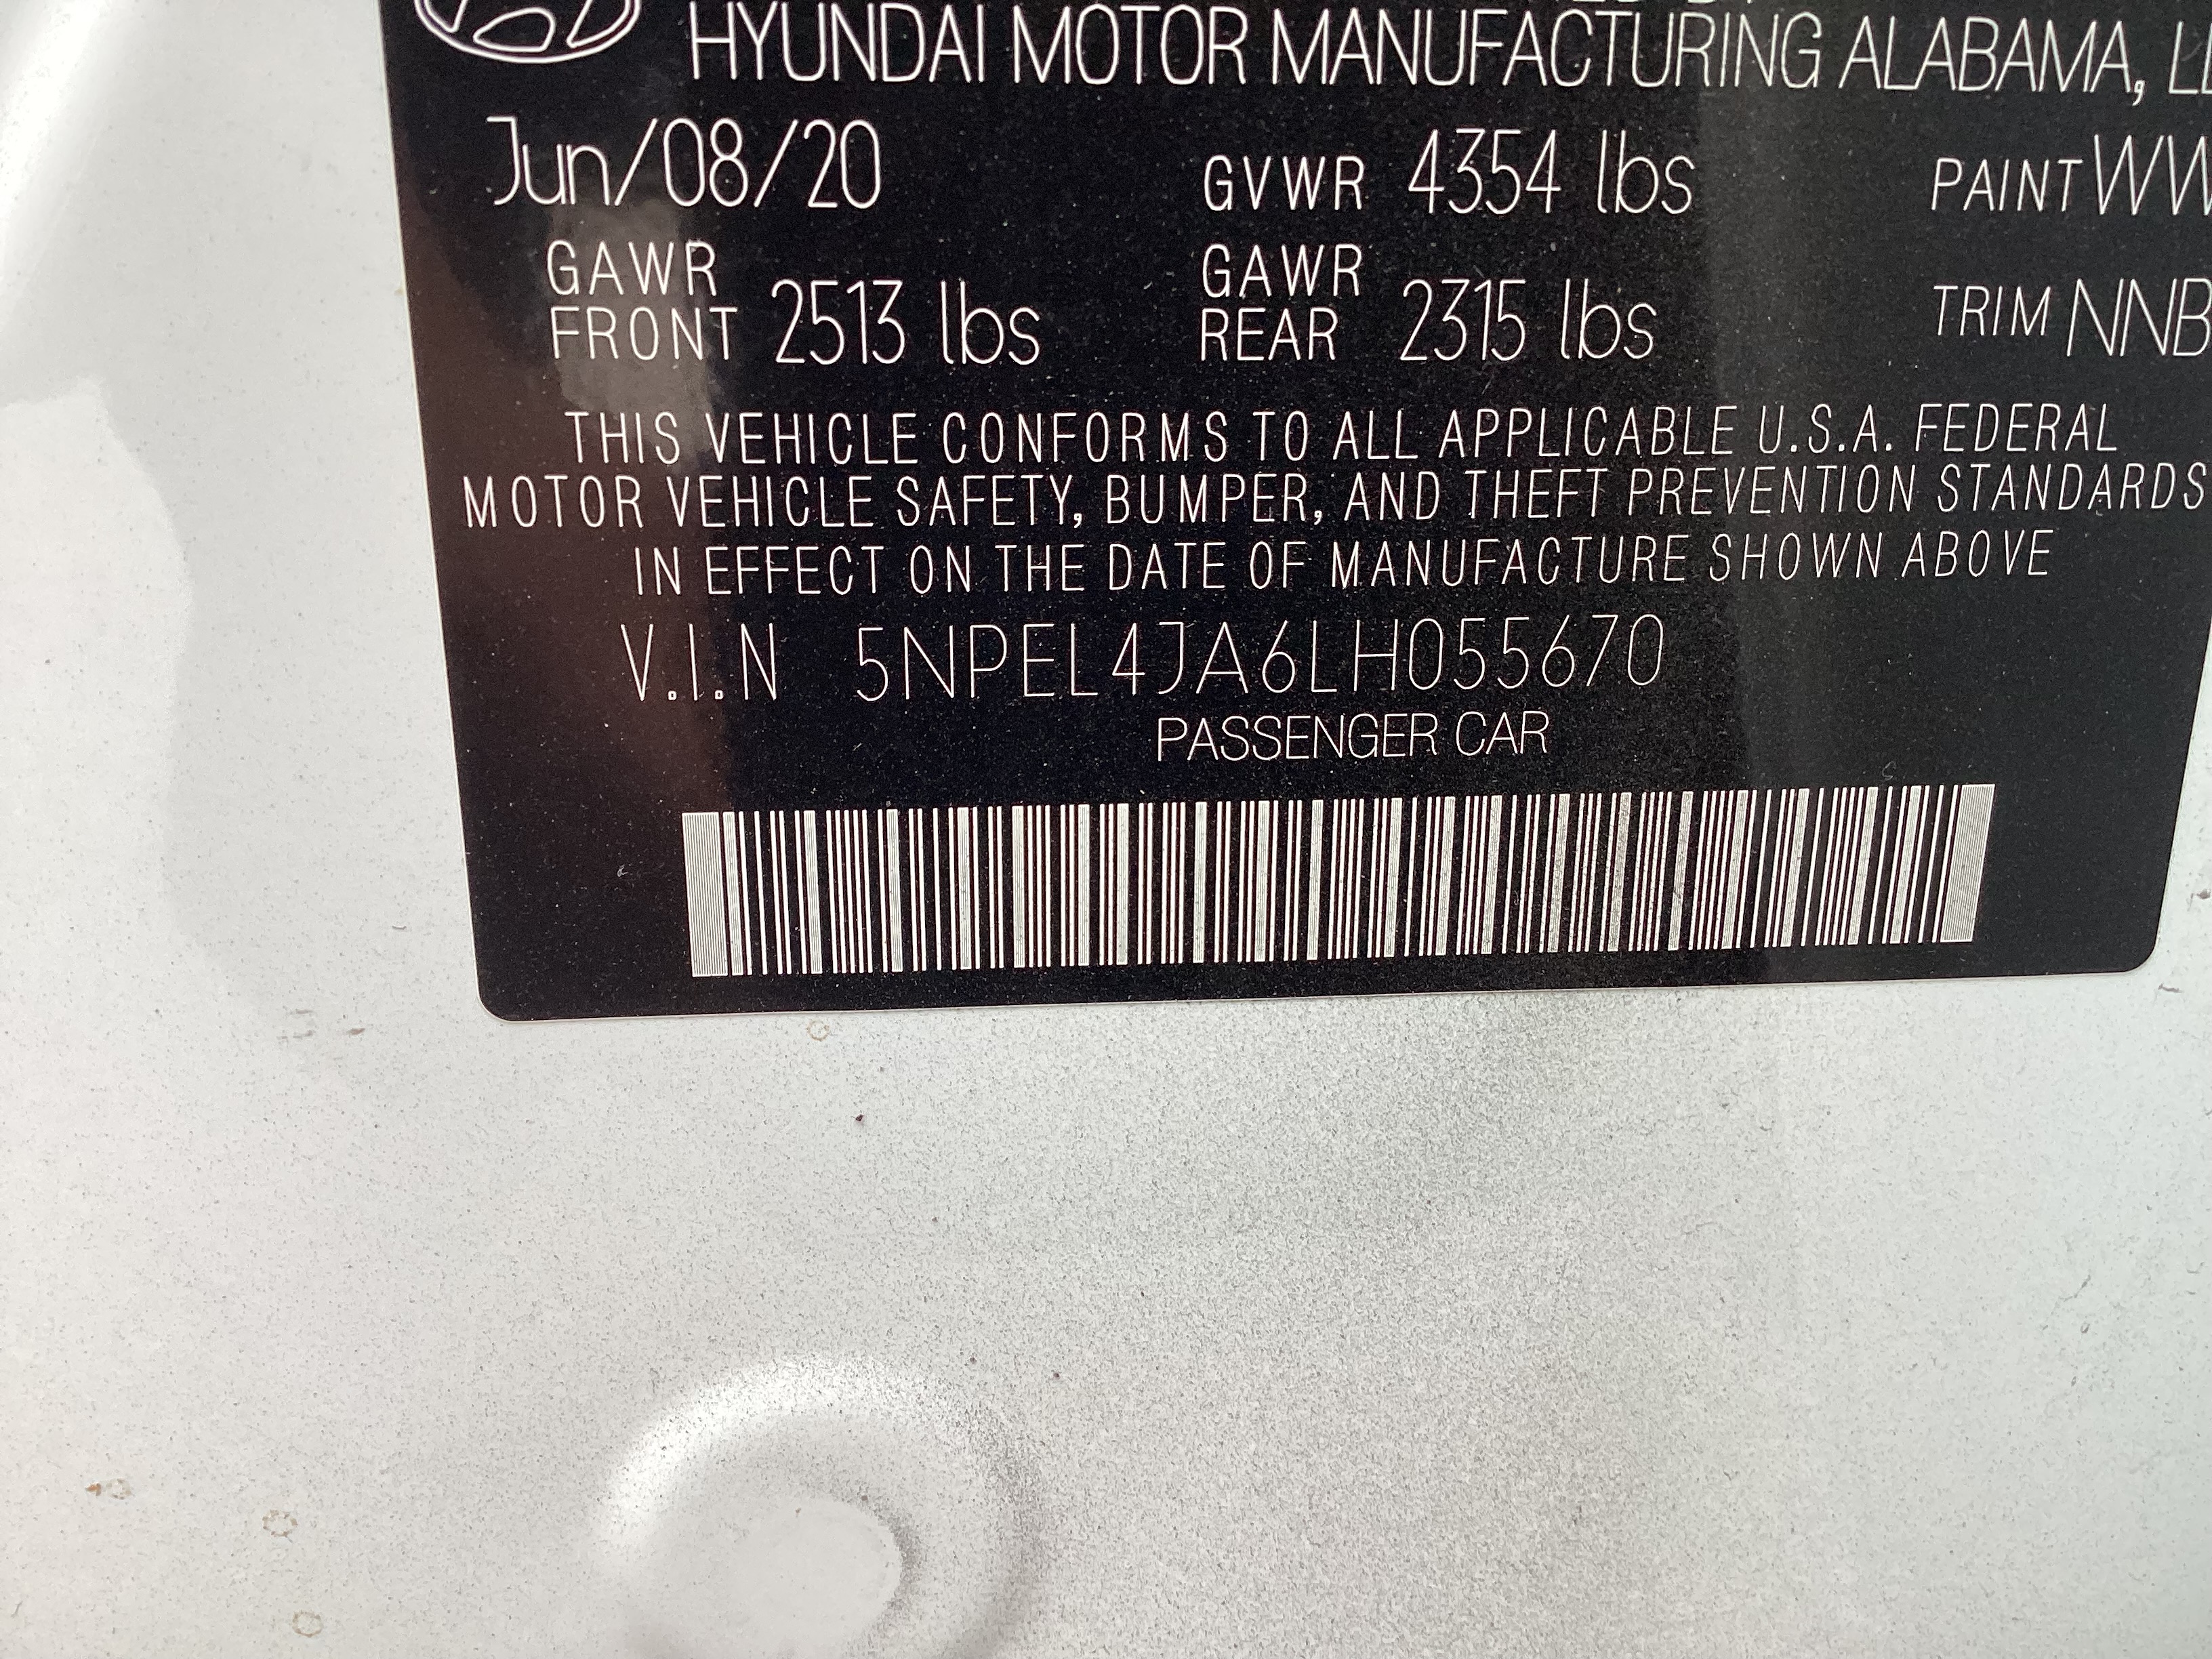 HYUNDAI MOTOR MANUFACTURING ALABAMA,
Jun/08/20 GVWR 4354 lbs PAINT
GAWR FRONT 2513 lbs GAWR REAR 2315 lbs TRIM NNB
THIS VEHICLE CONFORMS TO ALL APPLICABLE U.S.A. FEDERAL
MOTOR VEHICLE SAFETY, BUMPER, AND THEFT PREVENTION STANDARDS
IN EFFECT ON THE DATE OF MANUFACTURE SHOWN ABOVE
V.I.N 5NPEL4JA6LH055670
PASSENGER CAR